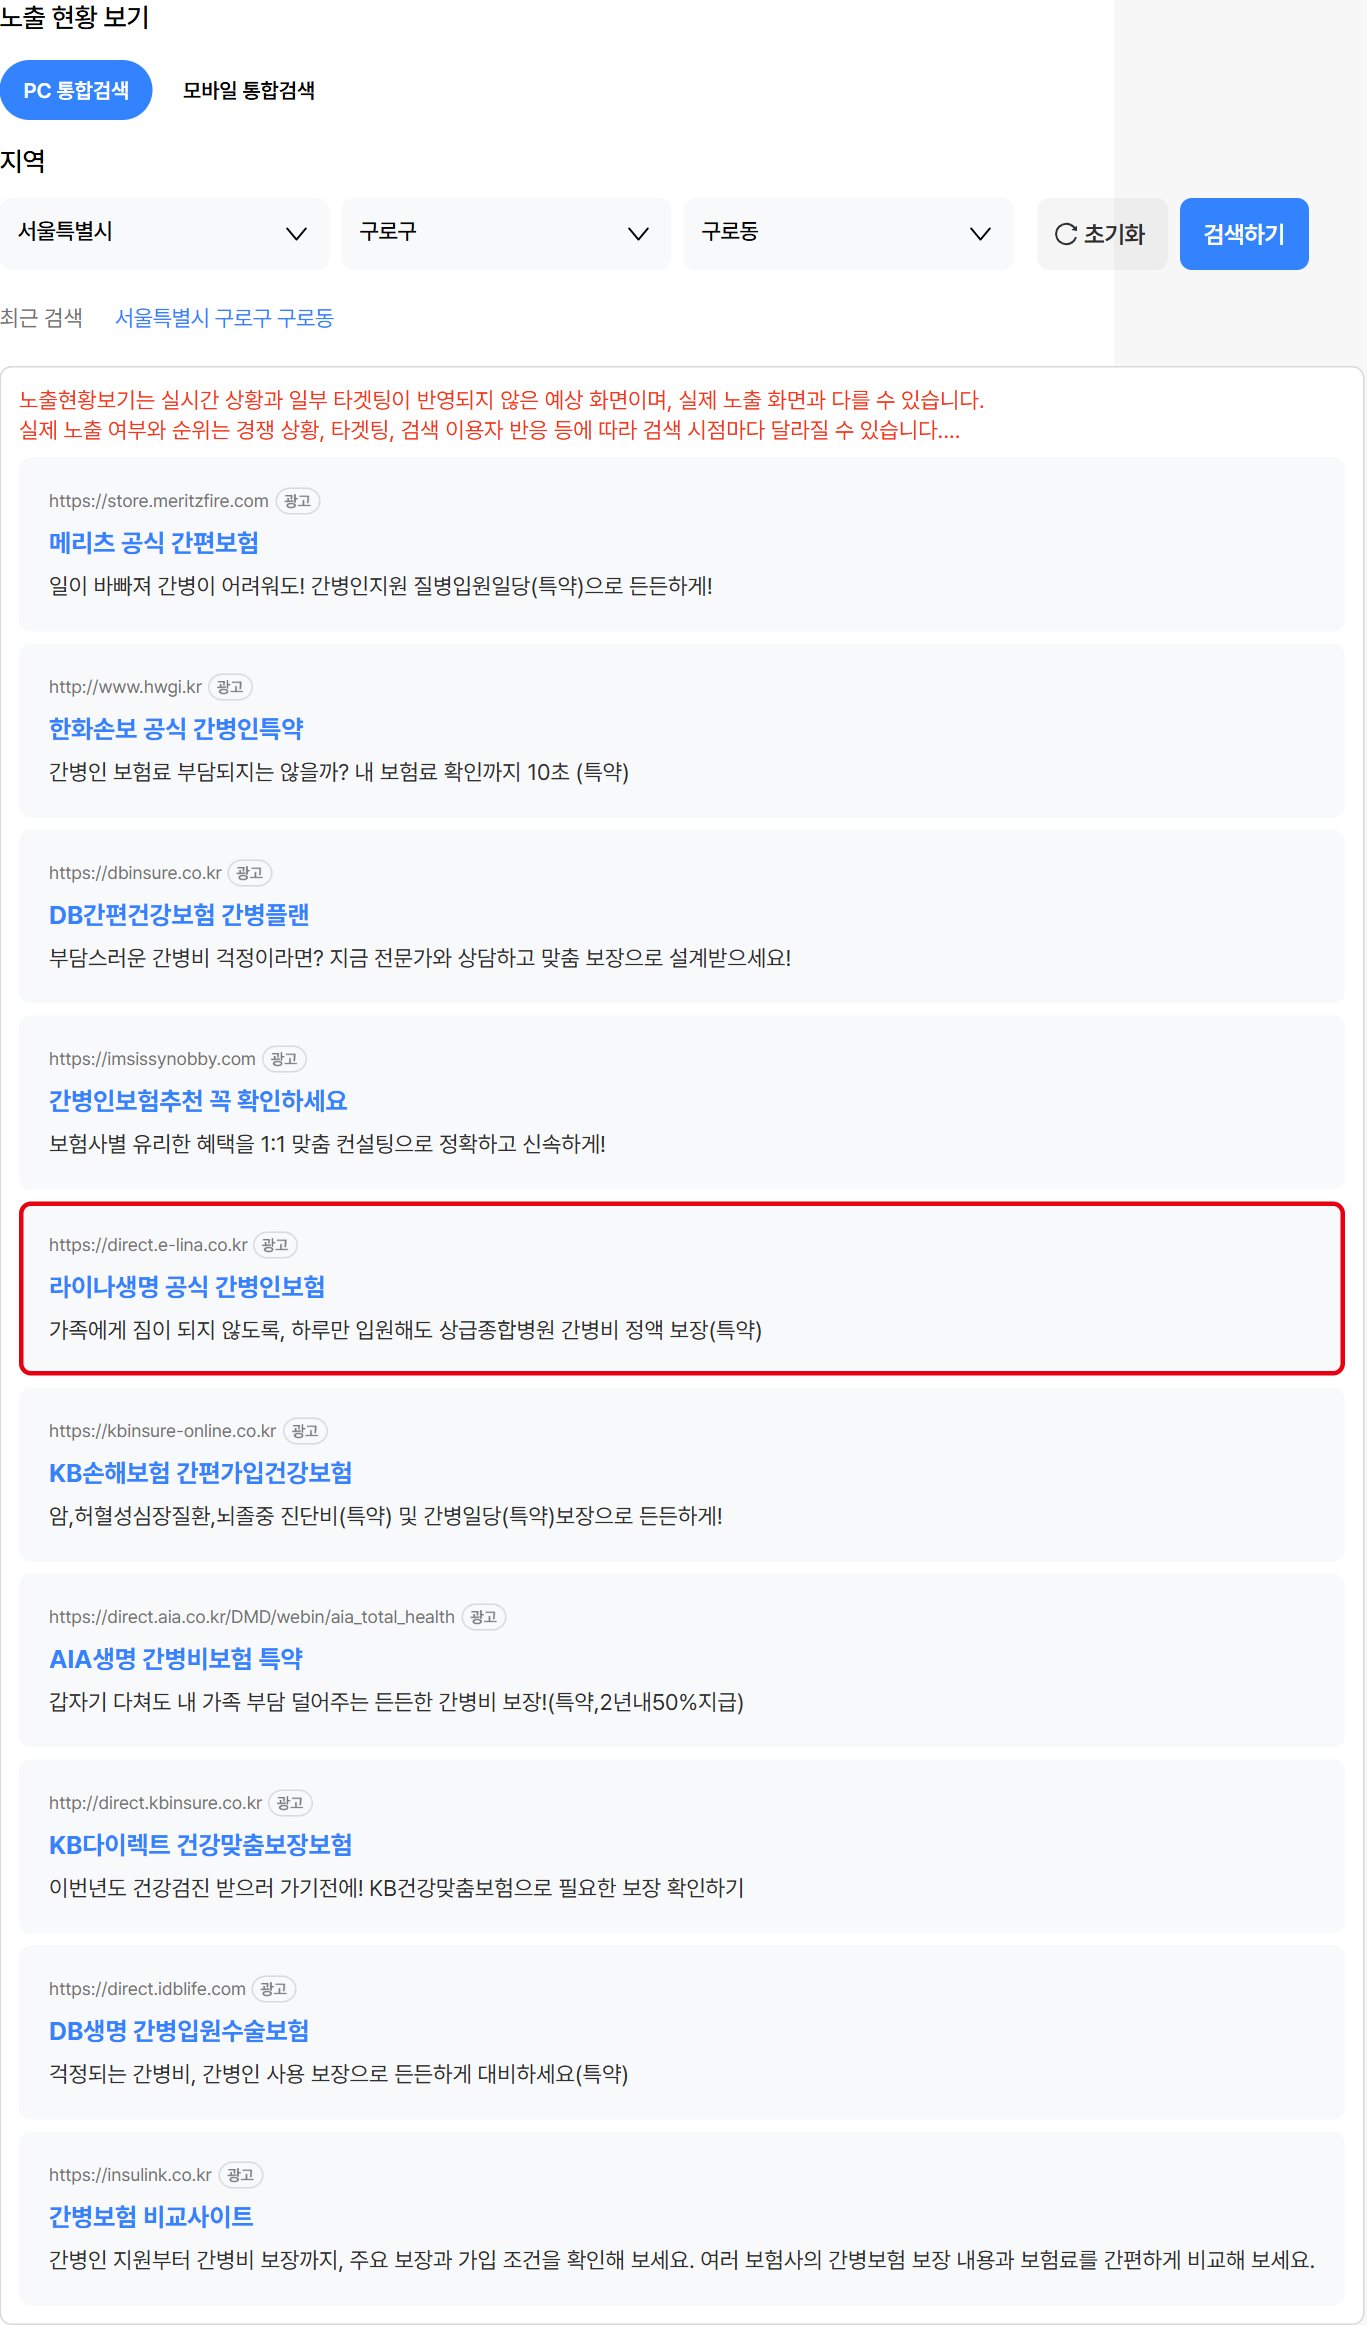 노출 현황 보기
PC 통합검색 모바일 통합검색
지역
서울특별시 구로구 구로동 초기화 검색하기
최근 검색 서울특별시 구로구 구로동
노출현황보기는 실시간 상황과 일부 타겟팅이 반영되지 않은 예상 화면이며, 실제 노출 화면과 다를 수 있습니다.
실제 노출 여부와 순위는 경쟁 상황, 타겟팅, 검색 이용자 반응 등에 따라 검색 시점마다 달라질 수 있습니다....
https://store.meritzfire.com 광고
메리츠 공식 간편보험
일이 바빠져 간병이 어려워도! 간병인지원 질병입원일당(특약)으로 든든하게!
http://www.hwgi.kr 광고
한화손보 공식 간병인특약
간병인 보험료 부담되지는 않을까? 내 보험료 확인까지 10초 (특약)
https://dbinsure.co.kr 광고
DB간편건강보험 간병플랜
부담스러운 간병비 걱정이라면? 지금 전문가와 상담하고 맞춤 보장으로 설계받으세요!
https://imsissynobby.com 광고
간병인보험추천 꼭 확인하세요
보험사별 유리한 혜택을 1:1 맞춤 컨설팅으로 정확하고 신속하게!
https://direct.e-lina.co.kr 광고
라이나생명 공식 간병인보험
가족에게 짐이 되지 않도록, 하루만 입원해도 상급종합병원 간병비 정액 보장(특약)
https://kbinsure-online.co.kr 광고
KB손해보험 간편가입건강보험
암,허혈성심장질환,뇌졸중 진단비(특약) 및 간병일당(특약)보장으로 든든하게!
https://direct.aia.co.kr/DMD/webin/aia_total_health 광고
AIA생명 간병비보험 특약
갑자기 다쳐도 내 가족 부담 덜어주는 든든한 간병비 보장!(특약,2년내50%지급)
http://direct.kbinsure.co.kr 광고
KB다이렉트 건강맞춤보장보험
이번년도 건강검진 받으러 가기전에! KB건강맞춤보험으로 필요한 보장 확인하기
https://direct.idblife.com 광고
DB생명 간병입원수술보험
걱정되는 간병비, 간병인 사용 보장으로 든든하게 대비하세요(특약)
https://insulink.co.kr 광고
간병보험 비교사이트
간병인 지원부터 간병비 보장까지, 주요 보장과 가입 조건을 확인해 보세요. 여러 보험사의 간병보험 보장 내용과 보험료를 간편하게 비교해 보세요.